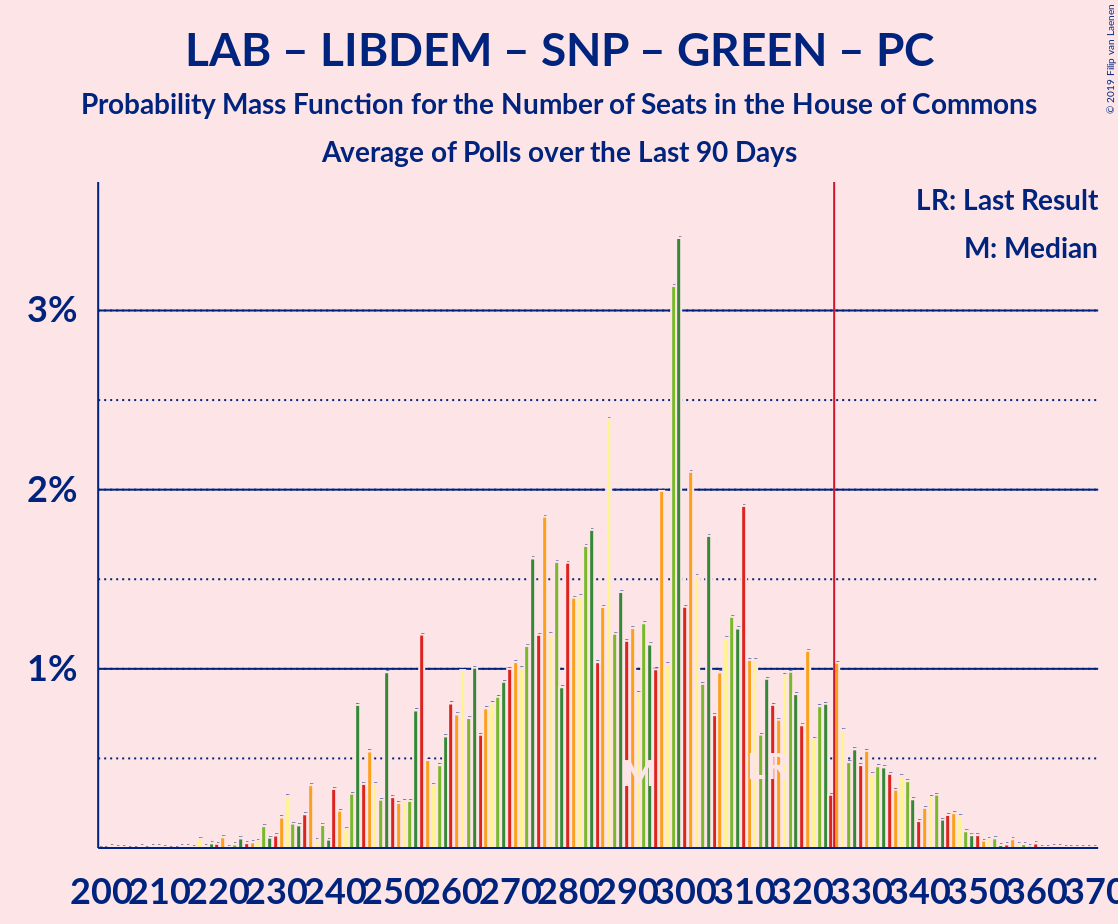 LAB – LIBDEM – SNP – GREEN – PC
Probability Mass Function for the Number of Seats in the House of Commons
Average of Polls over the Last 90 Days
© 2019 Filip van Laenen
LR: Last Result
M: Median
3%
2%
1%
M
LR
200 210 220 230 240 250 260 270 280 290 300 310 320 330 340 350 360 370